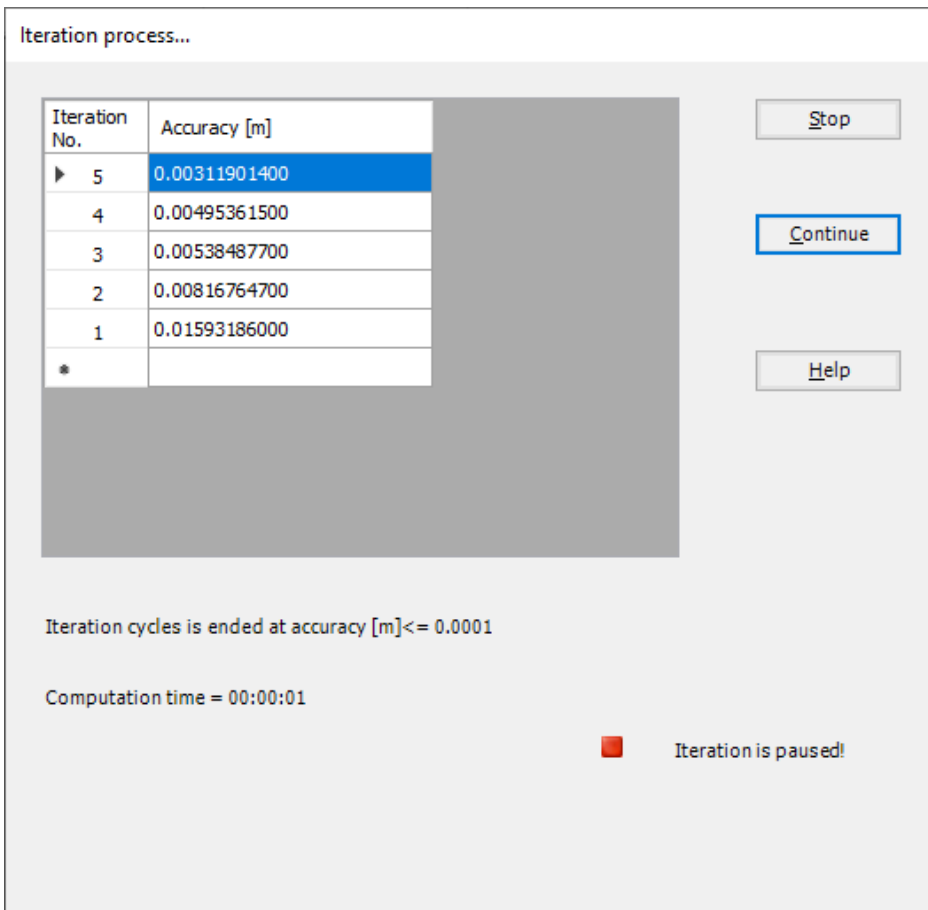 Iteration process...
Iteration
No.
Accuracy [m]
Stop
5 0.00311901400
4 0.00495361500
Continue
3 0.00538487700
2 0.00816764700
1 0.01593186000
*
Help
Iteration cycles is ended at accuracy [m]<= 0.0001
Computation time = 00:00:01
Iteration is paused!